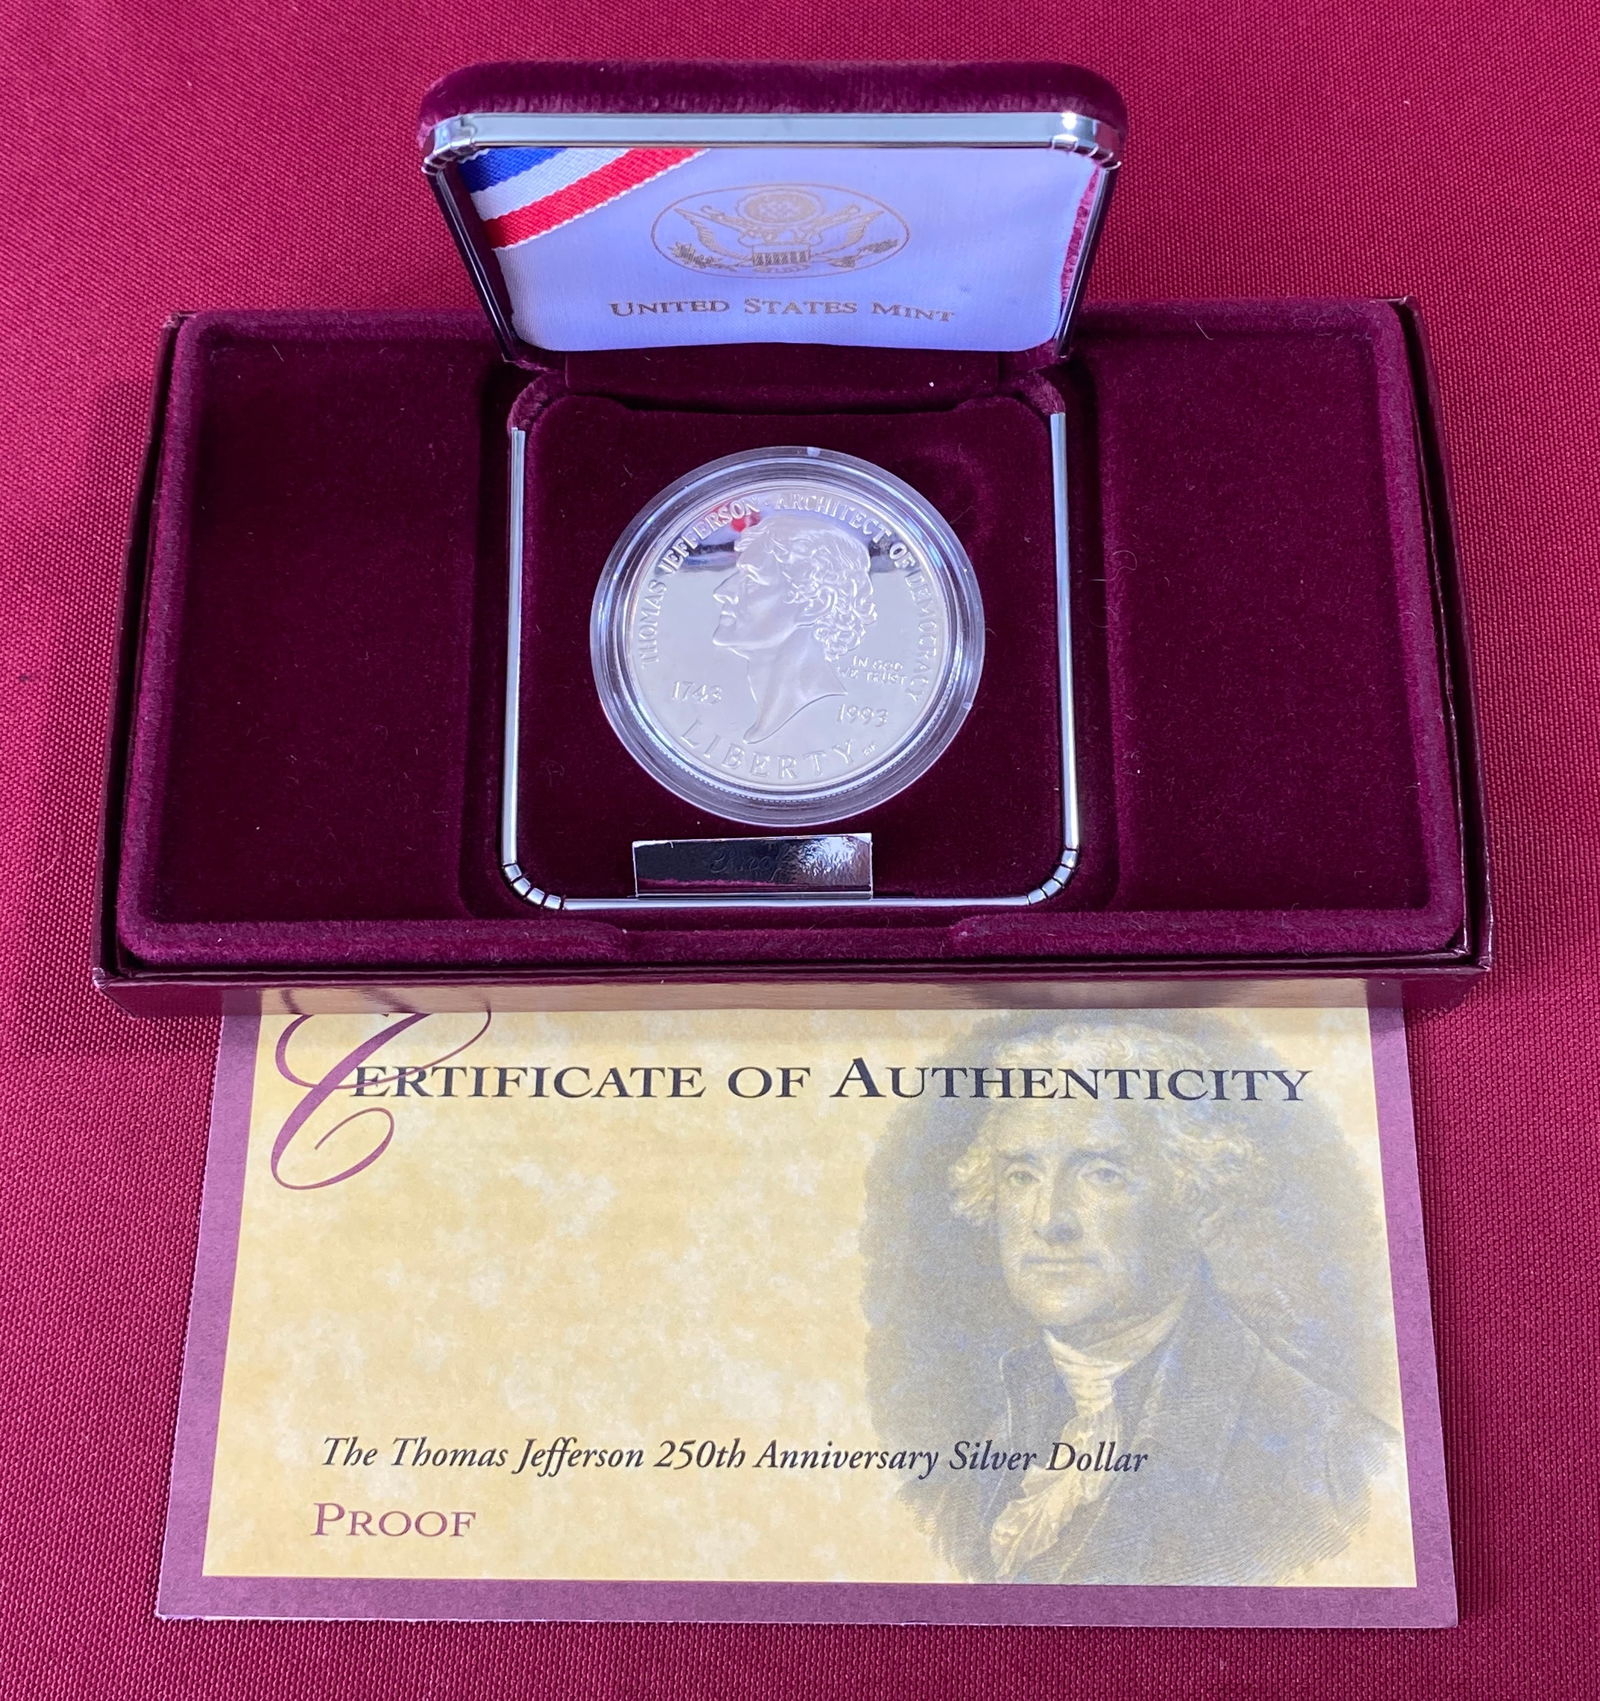 UNITED STATES MINT
THOMAS JEFFERSON · ARCHITECT OF DEMOCRACY
IN GOD
WE TRUST
1743
1993
LIBERTY
CERTIFICATE OF AUTHENTICITY
The Thomas Jefferson 250th Anniversary Silver Dollar
PROOF